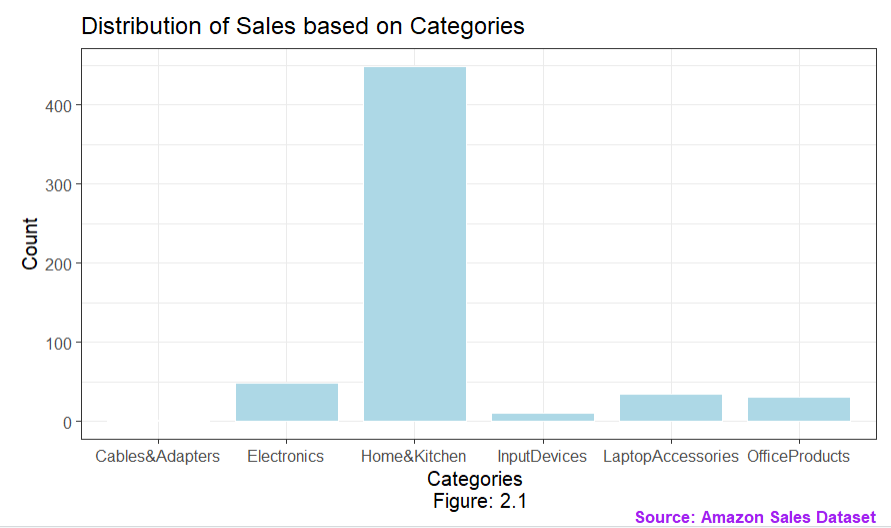 Distribution of Sales based on Categories
Count
400
300
200
100
0
Cables&Adapters Electronics Home&Kitchen InputDevices LaptopAccessories OfficeProducts
Categories
Figure: 2.1
Source: Amazon Sales Dataset